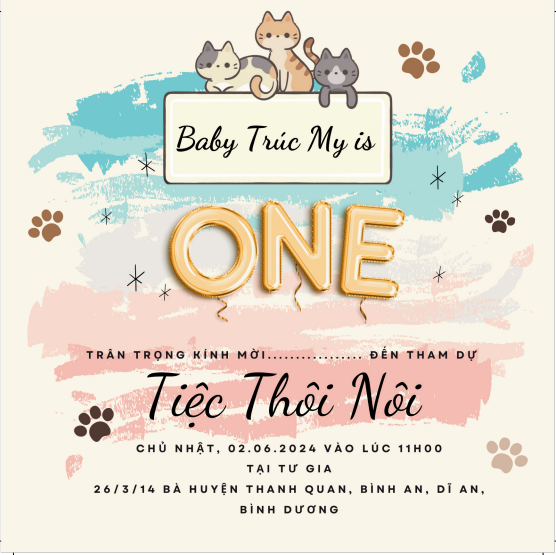 Baby Trúc My is
ONE
TRÂN TRỌNG KÍNH MỜI.................. ĐẾN THAM DỰ
Tiệc Thôi Nôi
CHỦ NHẬT, 02.06.2024 VÀO LÚC 11H00
TẠI TƯ GIA
26/3/14 BÀ HUYỆN THANH QUAN, BÌNH AN, DĨ AN,
BÌNH DƯƠNG